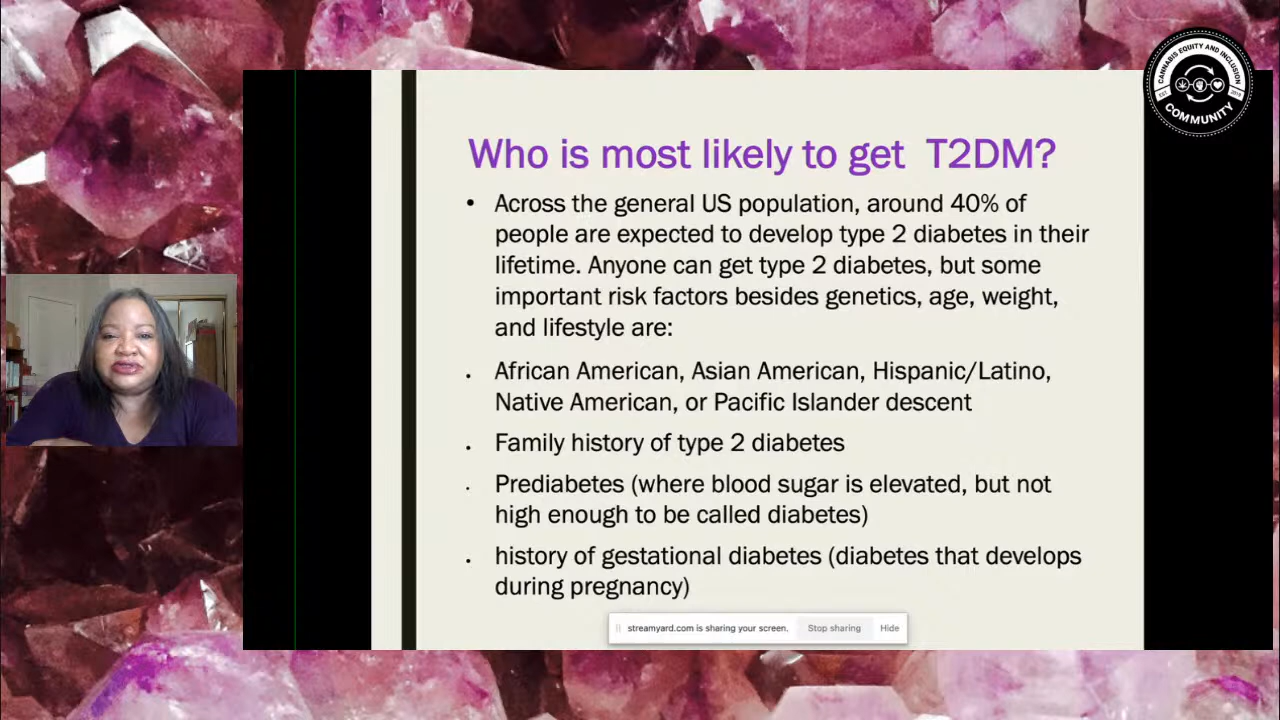 CANNABIS EQUITY AND INCLUSION
EST.
2018
COMMUNITY
Who is most likely to get T2DM?
• Across the general US population, around 40% of
people are expected to develop type 2 diabetes in their
lifetime. Anyone can get type 2 diabetes, but some
important risk factors besides genetics, age, weight,
and lifestyle are:
• African American, Asian American, Hispanic/Latino,
Native American, or Pacific Islander descent
• Family history of type 2 diabetes
• Prediabetes (where blood sugar is elevated, but not
high enough to be called diabetes)
• history of gestational diabetes (diabetes that develops
during pregnancy)
streamyard.com is sharing your screen. Stop sharing Hide